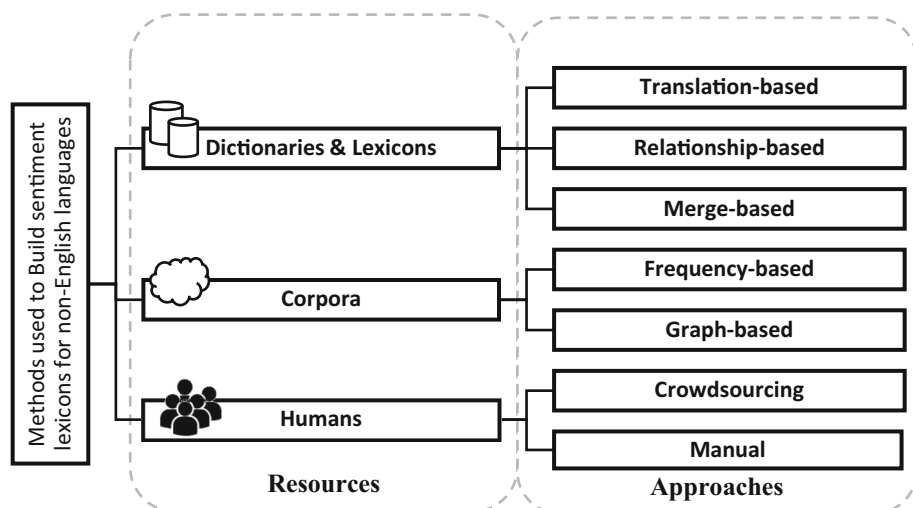 Methods used to Build sentiment
lexicons for non-English languages
Dictionaries & Lexicons
Corpora
Humans
Resources
Translation-based
Relationship-based
Merge-based
Frequency-based
Graph-based
Crowdsourcing
Manual
Approaches